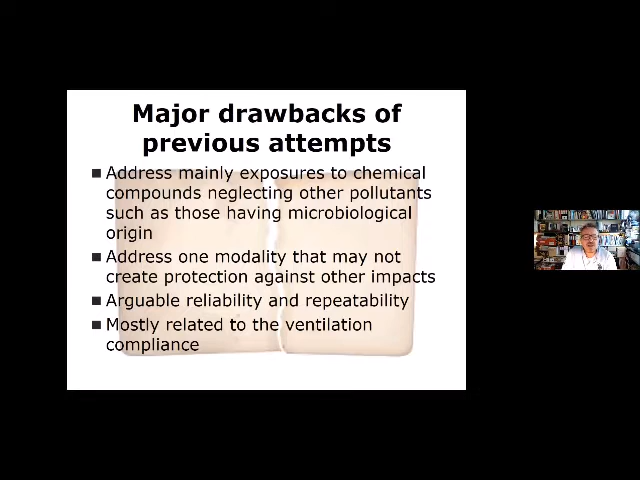 Major drawbacks of
previous attempts
Address mainly exposures to chemical
compounds neglecting other pollutants
such as those having microbiological
origin
Address one modality that may not
create protection against other impacts
Arguable reliability and repeatability
Mostly related to the ventilation
compliance